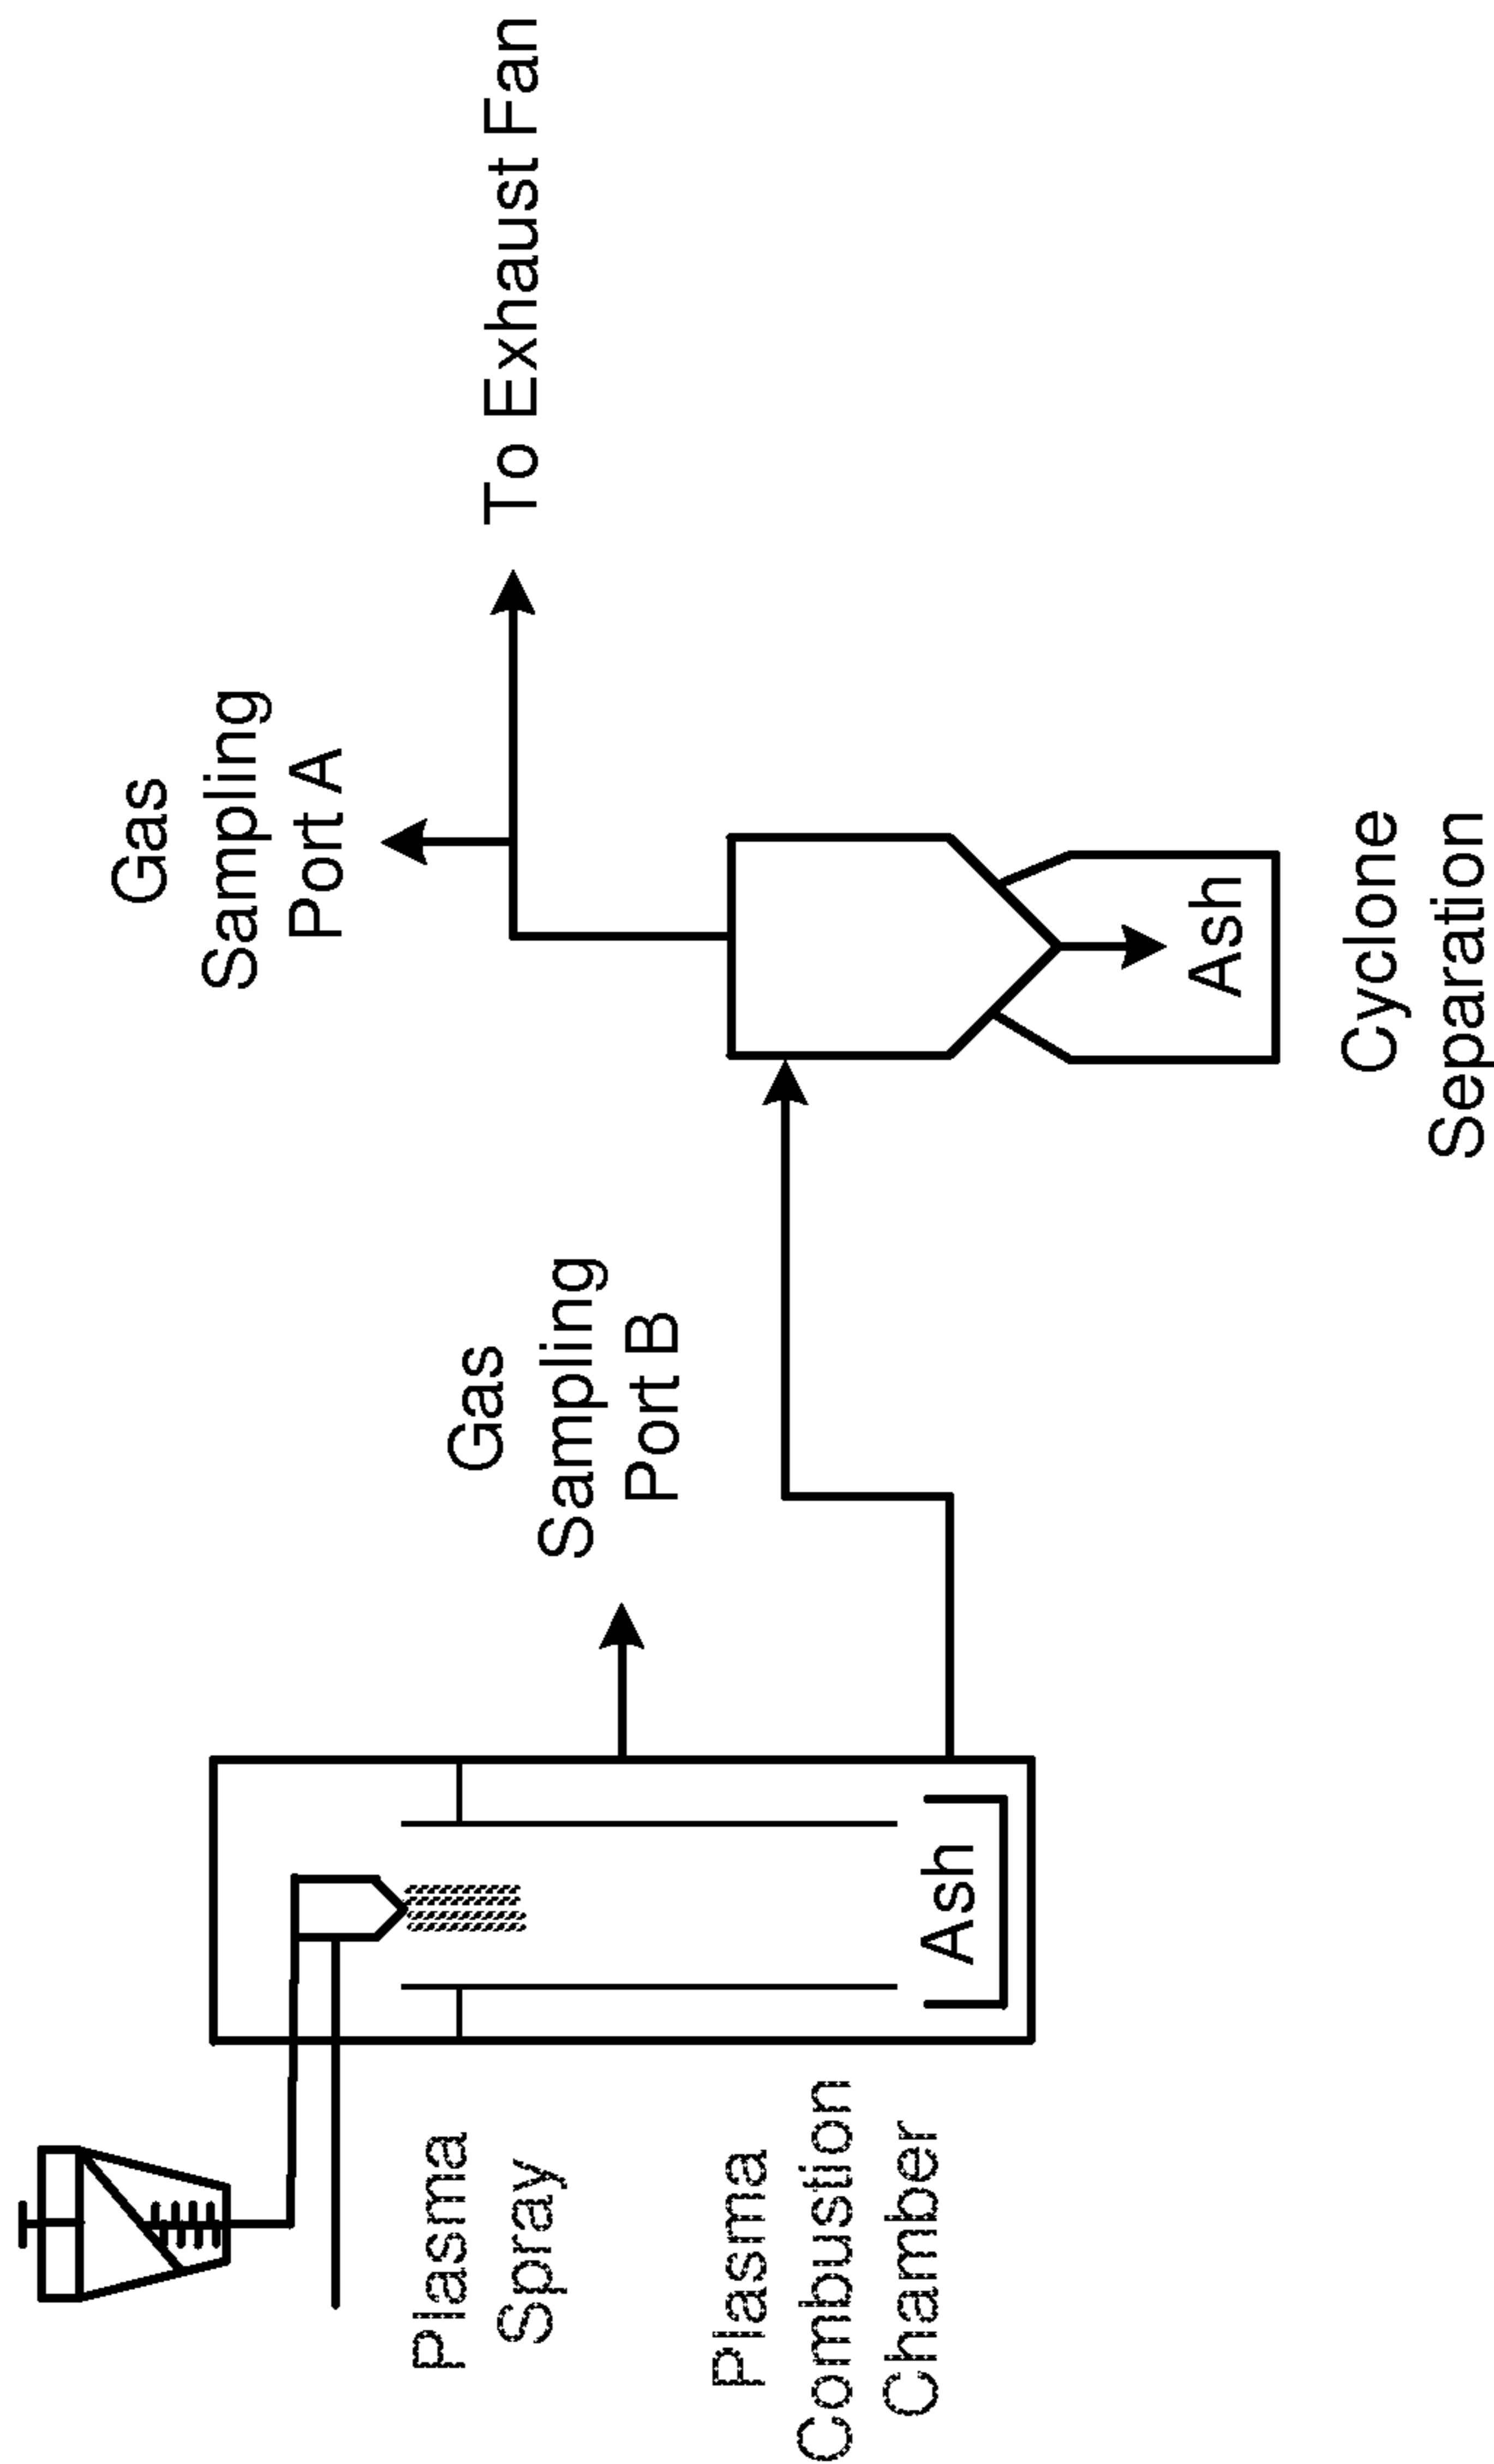 Plasma
Spray
Plasma
Combustion
Chamber
Ash
Gas
Sampling
Port B
Gas
Sampling
Port A
To Exhaust Fan
Ash
Cyclone
Separation